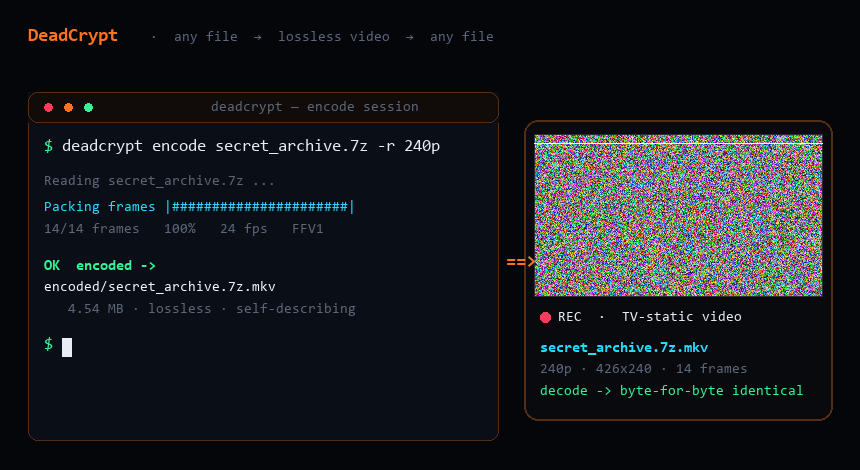 DeadCrypt · any file → lossless video → any file
deadcrypt — encode session
$ deadcrypt encode secret_archive.7z -r 240p
Reading secret_archive.7z ...
Packing frames |######################|
14/14 frames 100% 24 fps FFV1
OK encoded ->
encoded/secret_archive.7z.mkv
4.54 MB · lossless · self-describing
$
==>
REC · TV-static video
secret_archive.7z.mkv
240p · 426x240 · 14 frames
decode -> byte-for-byte identical